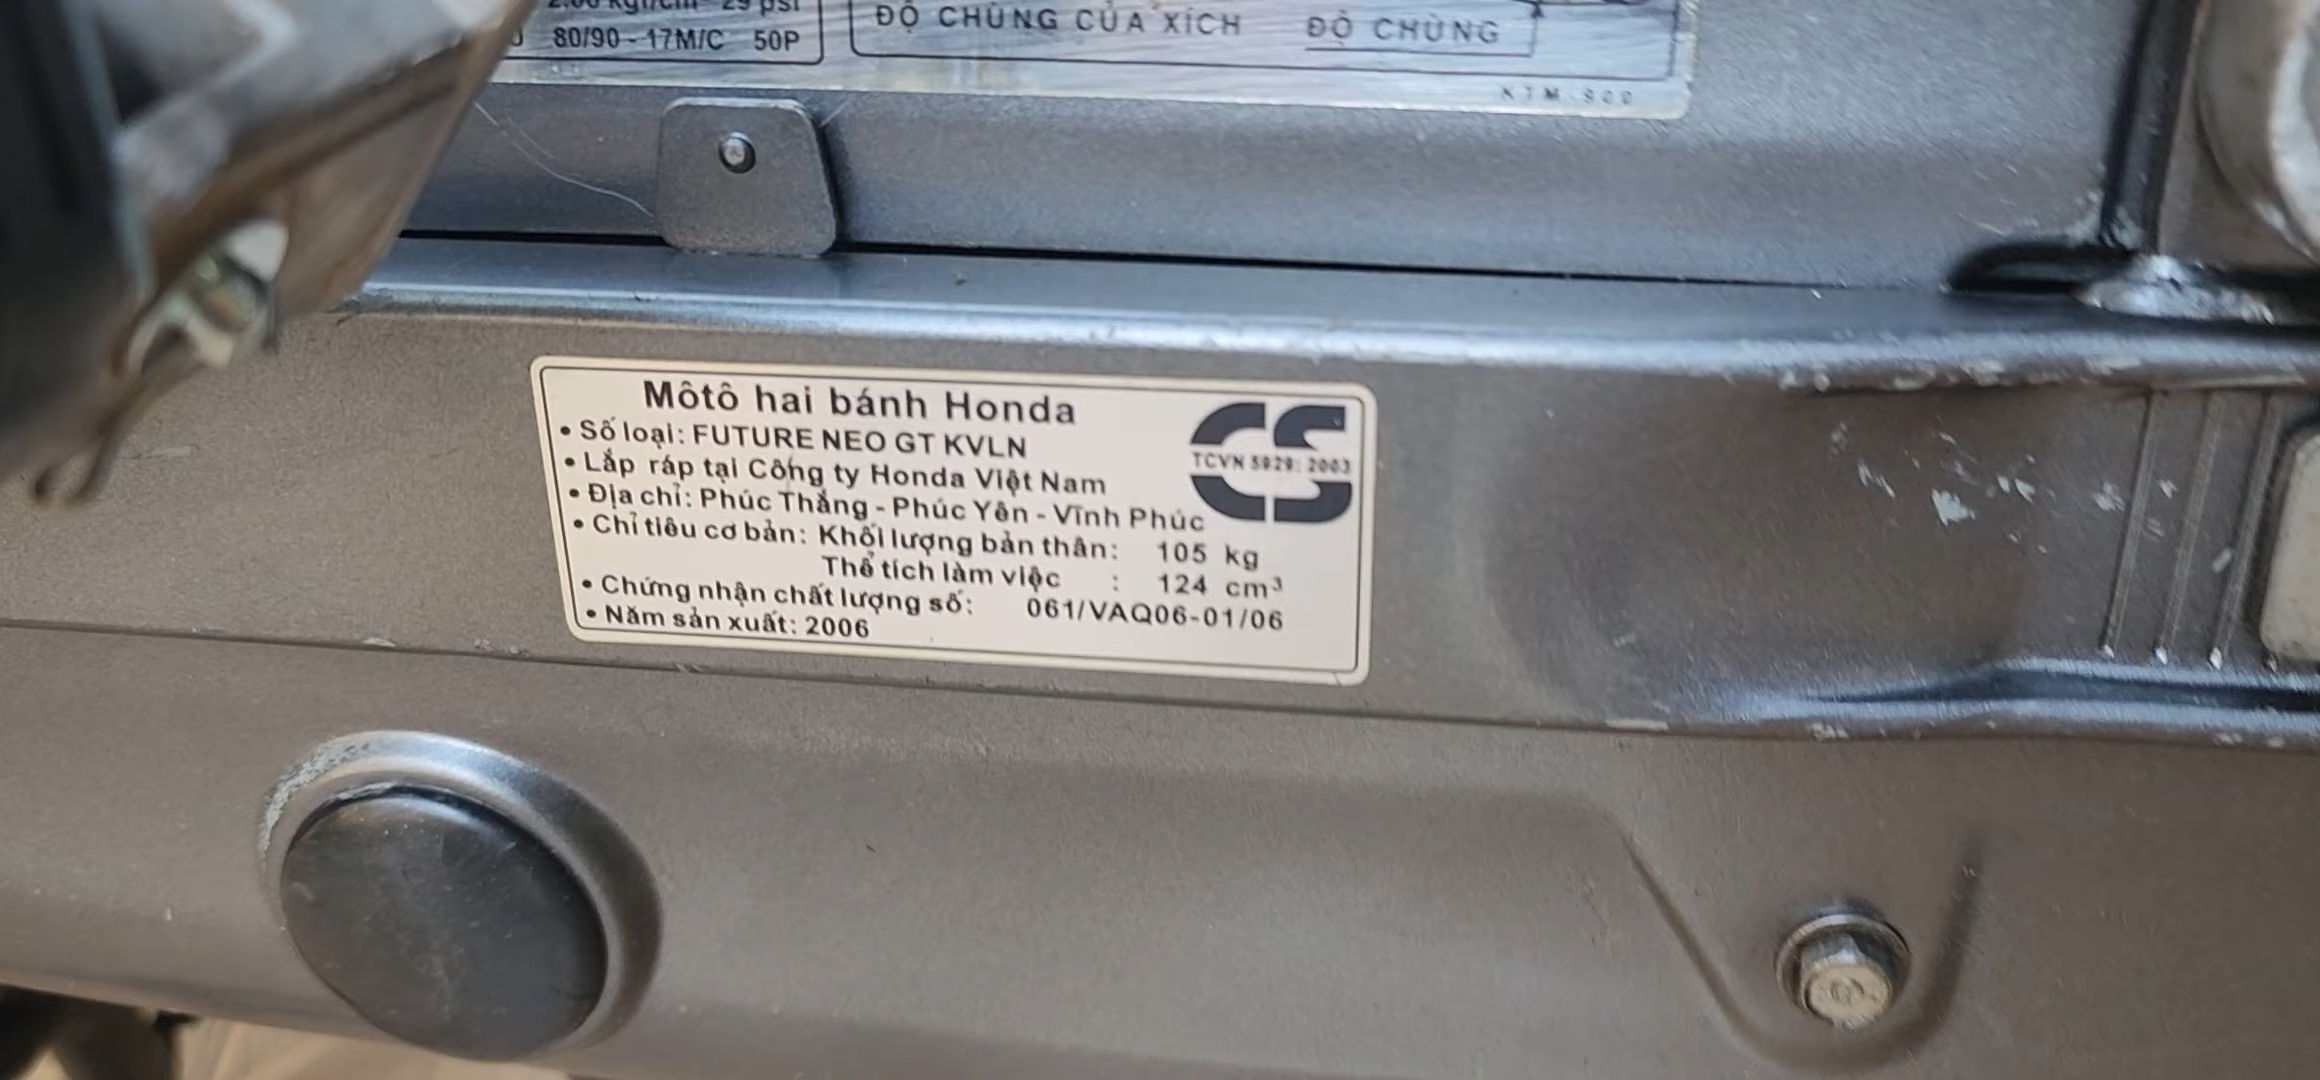 2.00 kgf/cm² 29 psi
80/90 - 17M/C 50P
ĐỘ CHÙNG CỦA XÍCH
ĐỘ CHÙNG
KTM-900
Môtô hai bánh Honda
• Số loại: FUTURE NEO GT KVLN
• Lắp ráp tại Công ty Honda Việt Nam
• Địa chỉ: Phúc Thắng - Phúc Yên - Vĩnh Phúc
• Chỉ tiêu cơ bản: Khối lượng bản thân: 105 kg
Thể tích làm việc : 124 cm³
• Chứng nhận chất lượng số: 061/VAQ06-01/06
• Năm sản xuất: 2006
CS
TCVN 5929: 2003